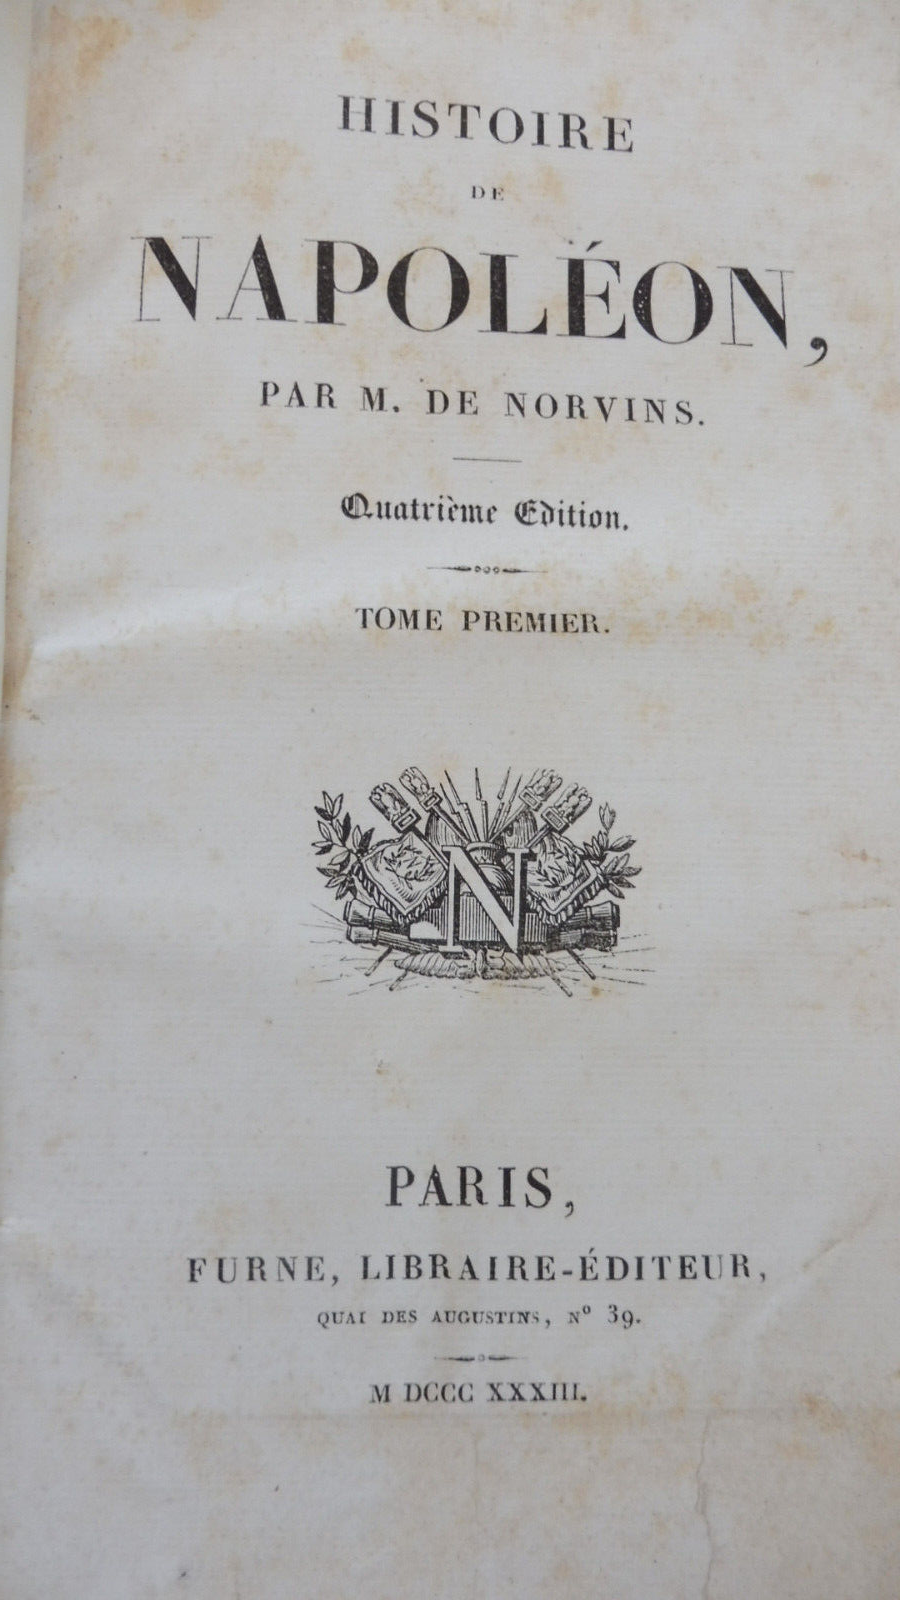 HISTOIRE
DE
NAPOLÉON,
PAR M. DE NORVINS.
Quatrième Edition.
TOME PREMIER.
N
PARIS,
FURNE, LIBRAIRE-ÉDITEUR,
QUAI DES AUGUSTINS, Nº 39.
M DCCC XXXIII.